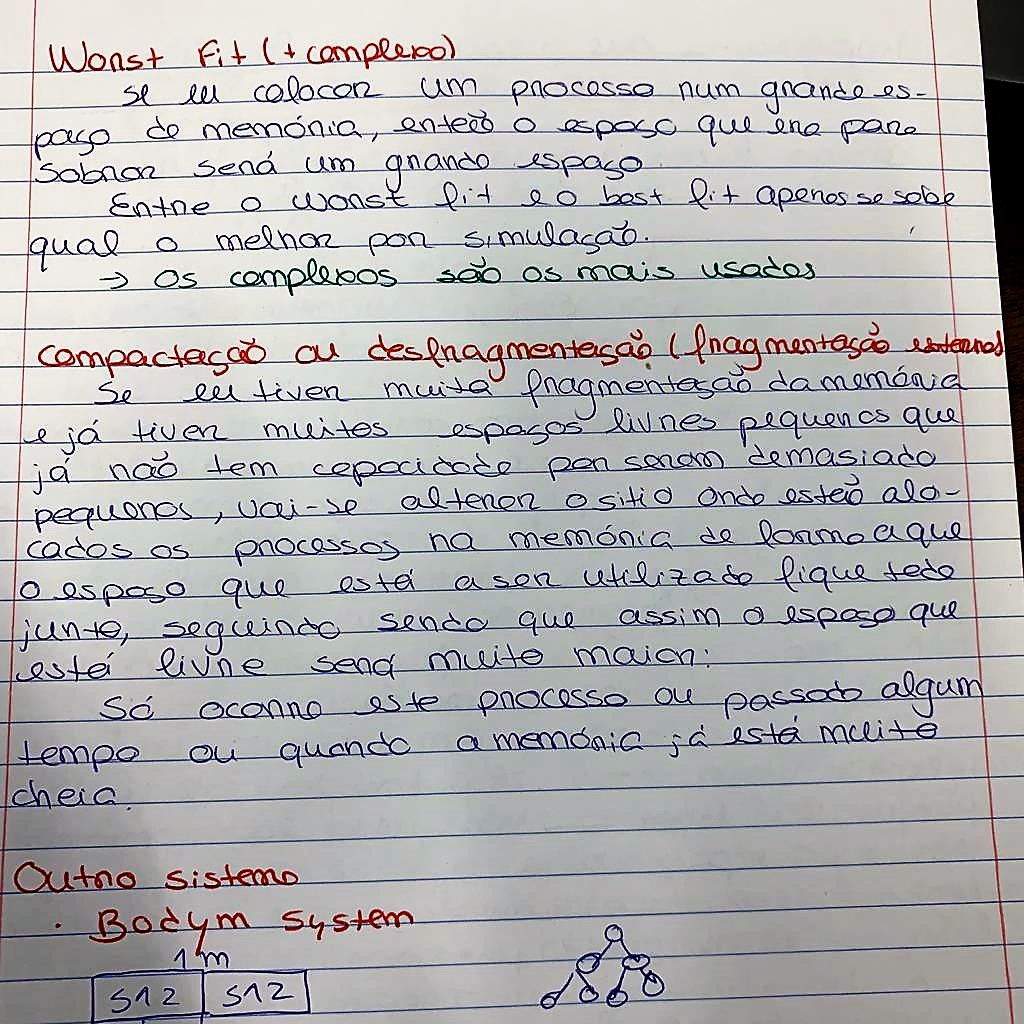 Worst Fit (+ complexo)
Se eu colocar um processo num grande es-
paço de memória, então o espaço que era para
sobrar será um grande espaço.
Entre o worst fit e o best fit apenas se sabe
qual o melhor por simulação.
→ Os complexos são os mais usados
Compactação ou desfragmentação (fragmentação externa)
Se eu tiver muita fragmentação da memória
e já tiver muitos espaços livres pequenos que
já não tem capacidade por serem demasiado
pequenos, vai-se alterar o sitio onde estão alo-
cados os processos na memória de forma a que
o espaço que está a ser utilizado fique todo
junto, seguindo sendo que assim o espaço que
está livre será muito maior.
Só ocorre este processo ou passado algum
tempo ou quando a memória já está muito
cheia.
Outro sistema
· Bodym System
1 m
512 512